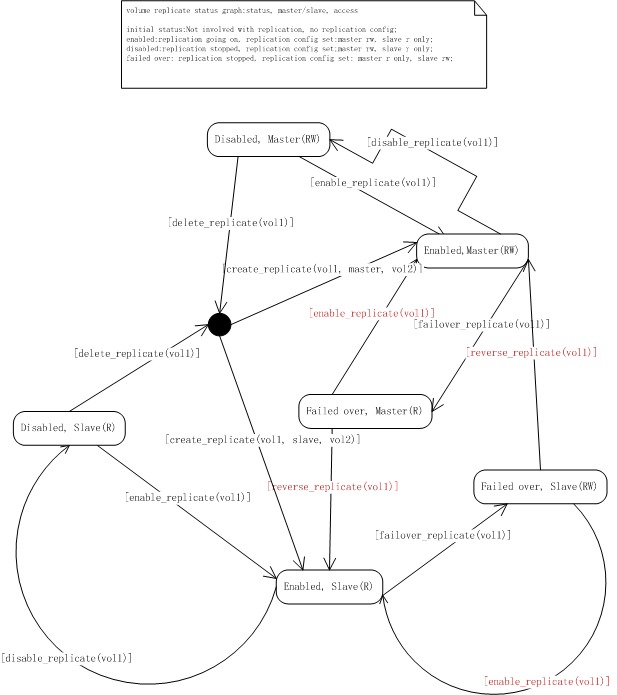 volume replicate status graph:status, master/slave, access
initial status:Not involved with replication, no replication config;
enabled:replication going on, replication config set:master rw, slave r only;
disabled:replication stopped, replication config set:master rw, slave r only;
failed over: replication stopped, replication config set: master r only, slave rw;
Disabled, Master(RW)
[disable_replicate(vol1)]
[enable_replicate(vol1)]
[delete_replicate(vol1)]
Enabled,Master(RW)
[create_replicate(vol1, master, vol2)]
[enable_replicate(vol1)]
[failover_replicate(vol1)]
[delete_replicate(vol1)]
[reverse_replicate(vol1)]
Failed over, Master(R)
Disabled, Slave(R)
[create_replicate(vol1, slave, vol2)]
[reverse_replicate(vol1)]
Failed over, Slave(RW)
[enable_replicate(vol1)]
[failover_replicate(vol1)]
Enabled, Slave(R)
[disable_replicate(vol1)]
[enable_replicate(vol1)]